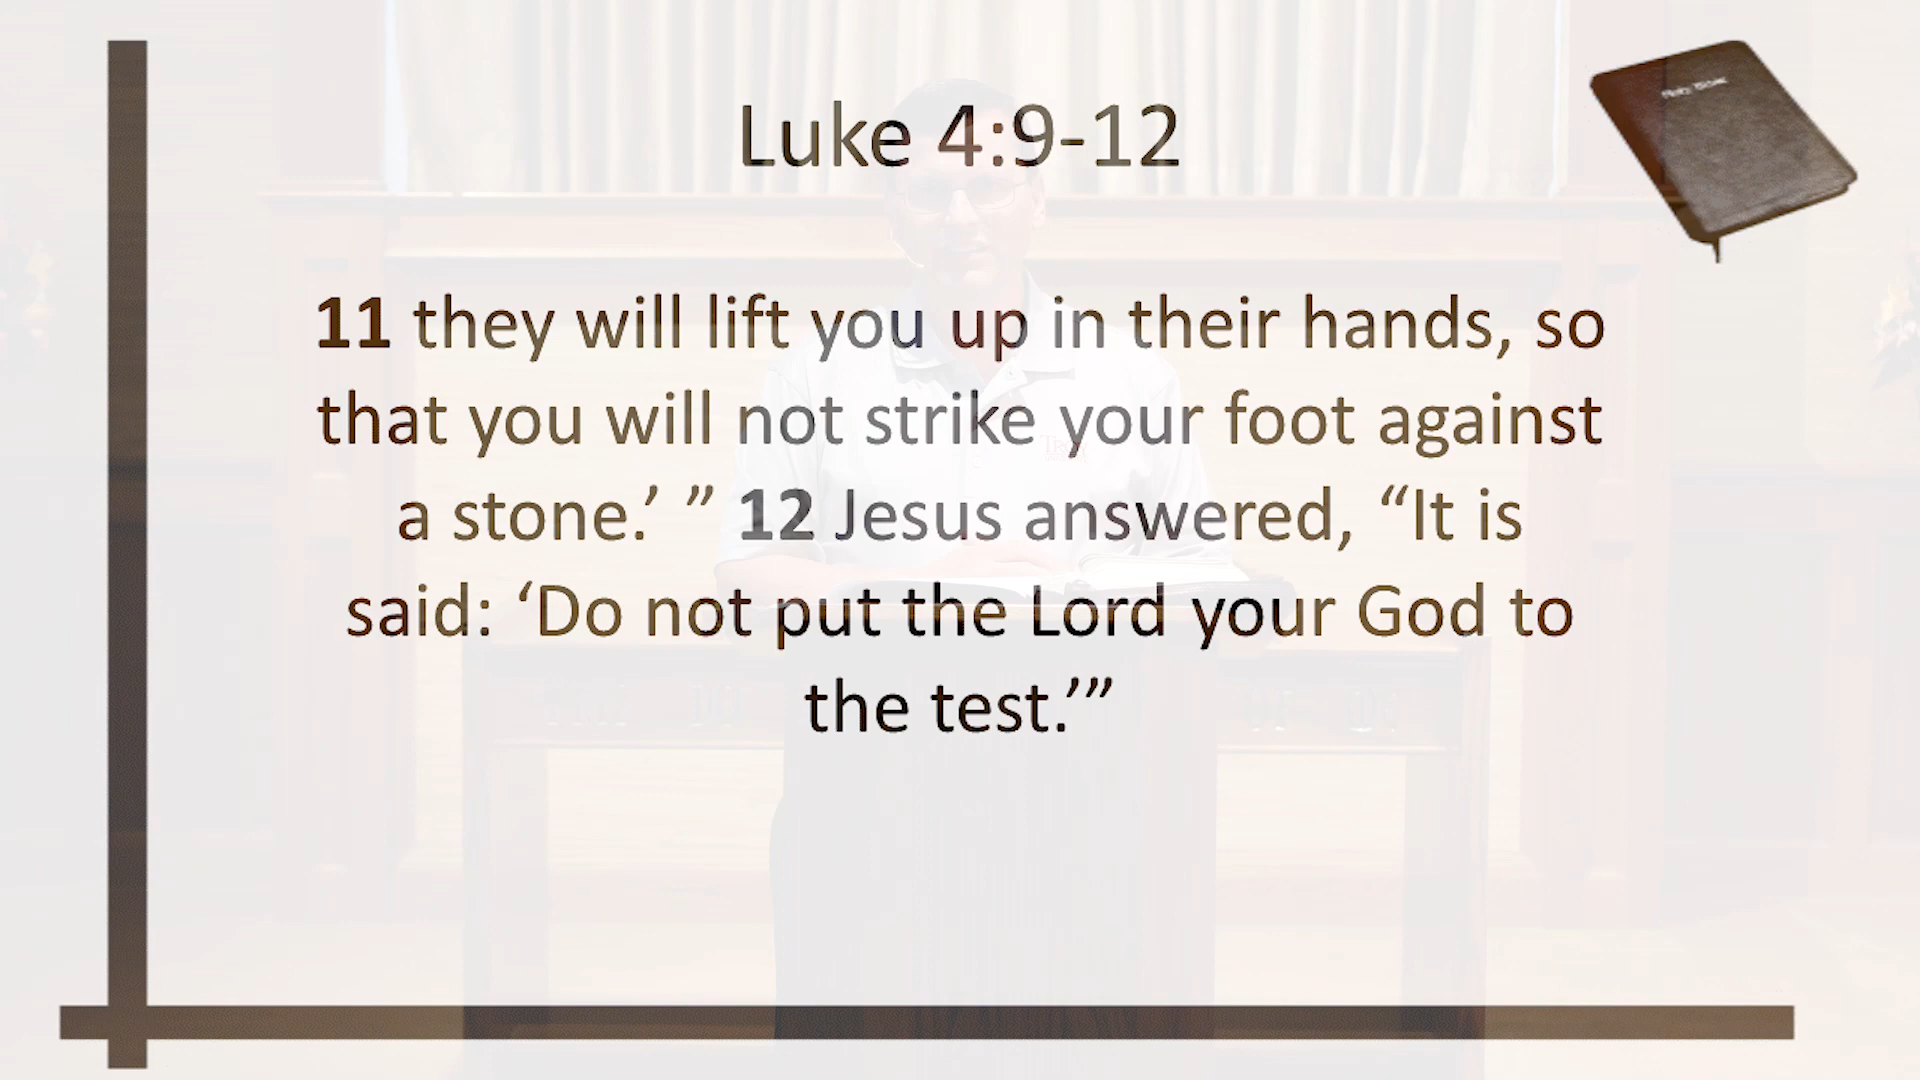 Luke 4:9-12
Holy Bible
11 they will lift you up in their hands, so
that you will not strike your foot against
a stone.’ ” 12 Jesus answered, “It is
said: ‘Do not put the Lord your God to
the test.’”